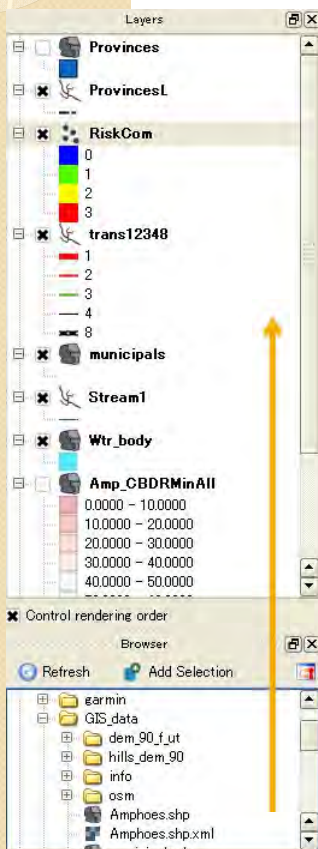 Layers
Provinces
ProvincesL
RiskCom
0
1
2
3
trans12348
1
2
3
4
8
municipals
Stream1
Wtr_body
Amp_CBDRMinAll
0.0000 - 10.0000
10.0000 - 20.0000
20.0000 - 30.0000
30.0000 - 40.0000
40.0000 - 50.0000
Control rendering order
Browser
Refresh
Add Selection
garmin
GIS_data
dem_90_f_ut
hills_dem_90
info
osm
Amphoes.shp
Amphoes.shp.xml